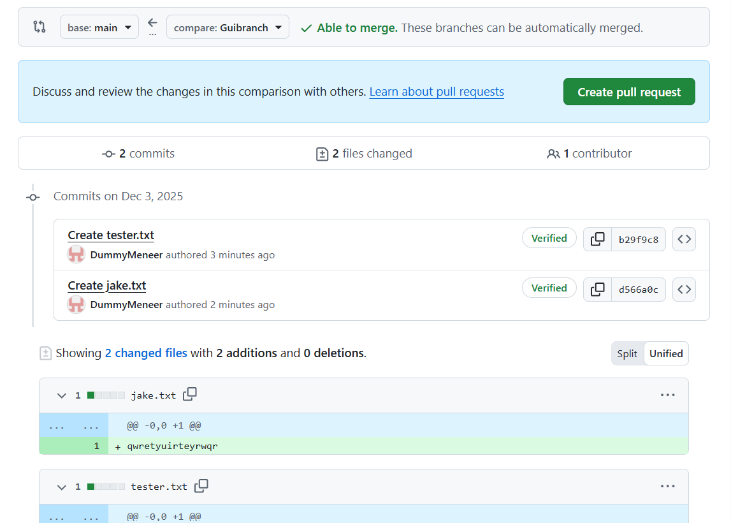 base: main ... compare: Guibranch Able to merge. These branches can be automatically merged.
Discuss and review the changes in this comparison with others. Learn about pull requests Create pull request
2 commits 2 files changed 1 contributor
Commits on Dec 3, 2025
Create tester.txt
Verified b29f9c8
DummyMeneer authored 3 minutes ago
Create jake.txt
Verified d566a0c
DummyMeneer authored 2 minutes ago
Showing 2 changed files with 2 additions and 0 deletions. Split Unified
1 jake.txt ...
... ... @@ -0,0 +1 @@
1 + qwretyuirteyrwqr
1 tester.txt ...
... ... @@ -0,0 +1 @@